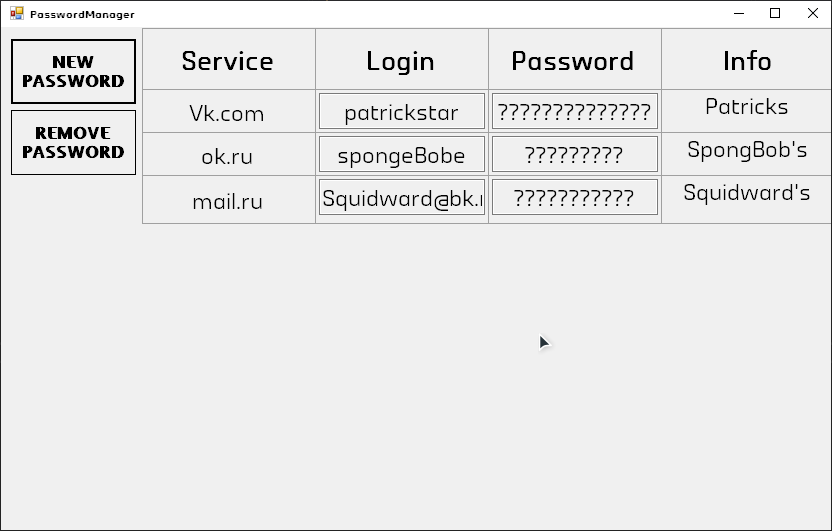 PasswordManager
NEW
PASSWORD
REMOVE
PASSWORD
Service Login Password Info
Vk.com patrickstar ?????????????? Patricks
ok.ru spongeBobe ????????? SpongBob's
mail.ru Squidward@bk.r ??????????? Squidward's